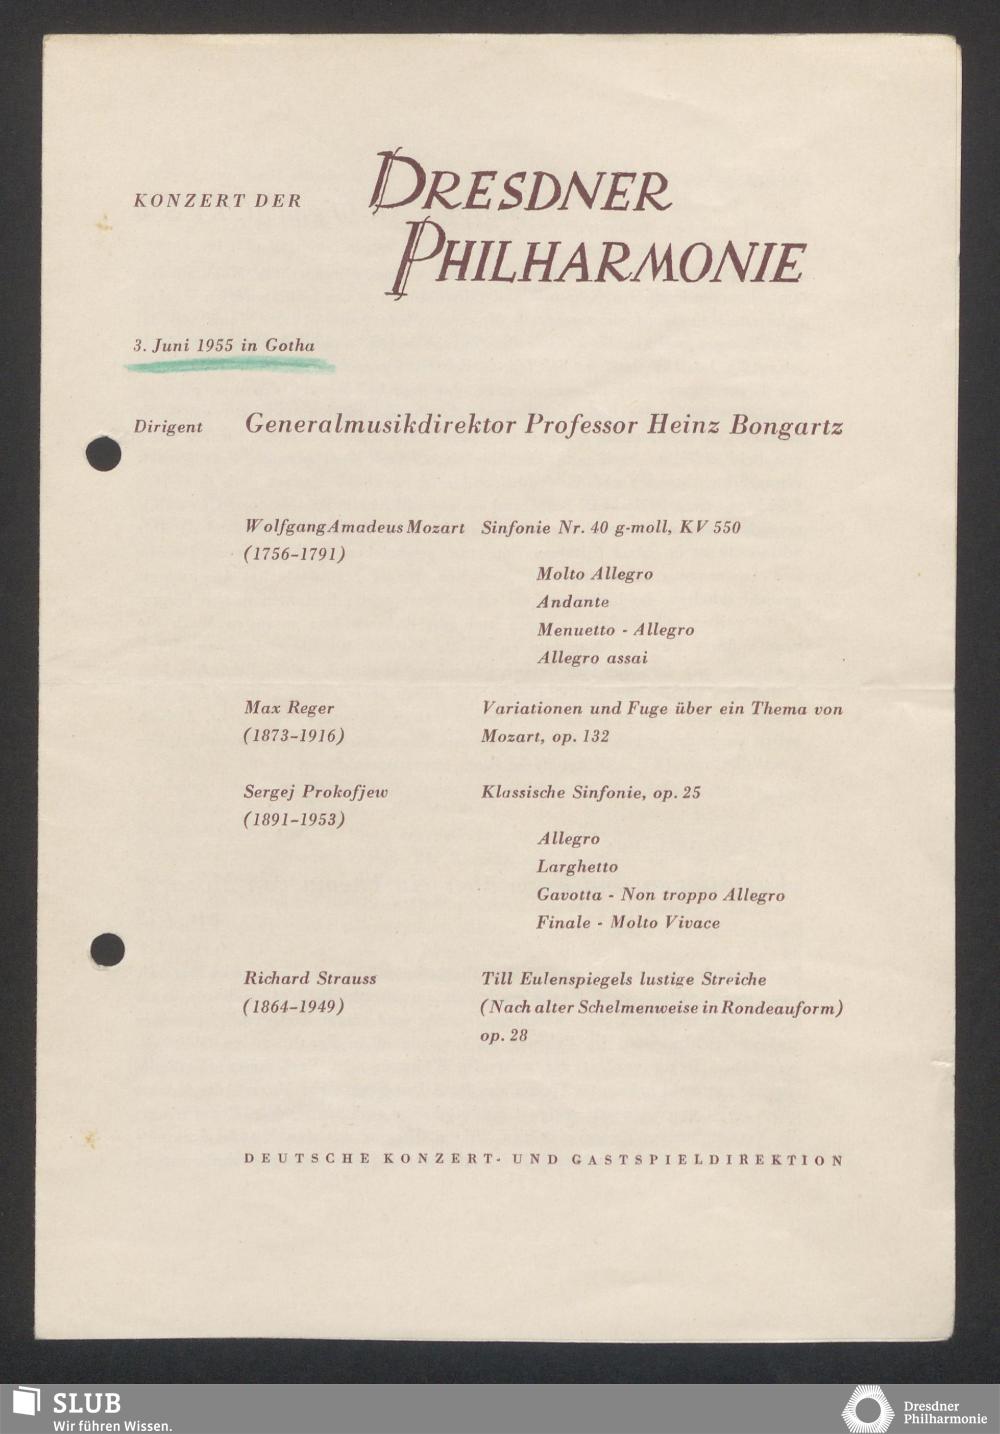 KONZERT DER
DRESDNER
PHILHARMONIE
3. Juni 1955 in Gotha
Dirigent Generalmusikdirektor Professor Heinz Bongartz
Wolfgang Amadeus Mozart Sinfonie Nr. 40 g-moll, KV 550
(1756–1791)
Molto Allegro
Andante
Menuetto - Allegro
Allegro assai
Max Reger Variationen und Fuge über ein Thema von
(1873–1916) Mozart, op. 132
Sergej Prokofjew Klassische Sinfonie, op. 25
(1891–1953)
Allegro
Larghetto
Gavotta - Non troppo Allegro
Finale - Molto Vivace
Richard Strauss Till Eulenspiegels lustige Streiche
(1864–1949) (Nach alter Schelmenweise in Rondeauform)
op. 28
DEUTSCHE KONZERT- UND GASTSPIELDIREKTION
SLUB
Wir führen Wissen.
Dresdner
Philharmonie